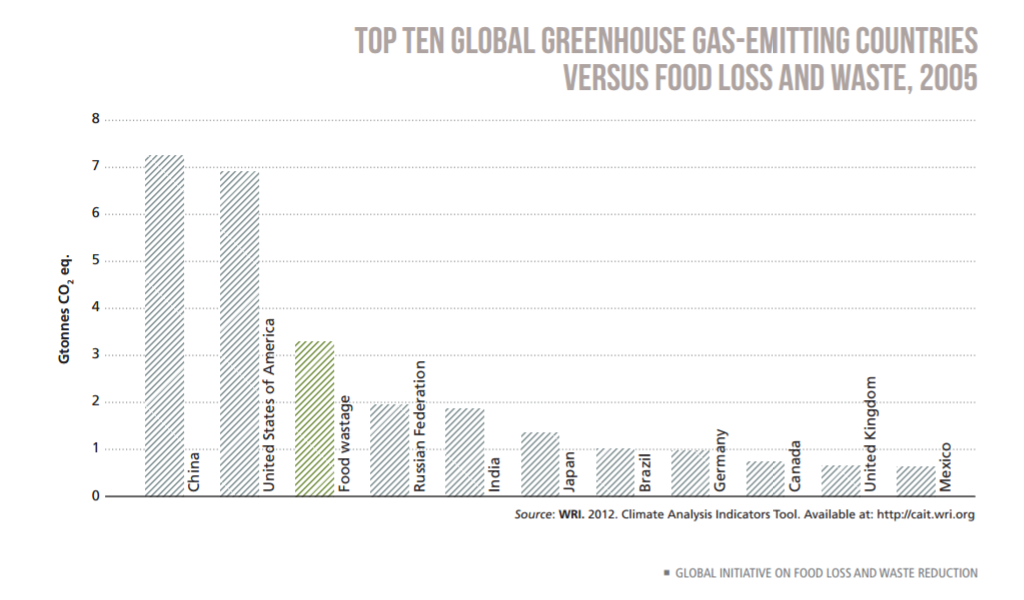 TOP TEN GLOBAL GREENHOUSE GAS-EMITTING COUNTRIES
VERSUS FOOD LOSS AND WASTE, 2005
8
7
6
5
4
3
2
1
0
Gtonnes CO₂ eq.
China
United States of America
Food wastage
Russian Federation
India
Japan
Brazil
Germany
Canada
United Kingdom
Mexico
Source: WRI. 2012. Climate Analysis Indicators Tool. Available at: http://cait.wri.org
■ GLOBAL INITIATIVE ON FOOD LOSS AND WASTE REDUCTION